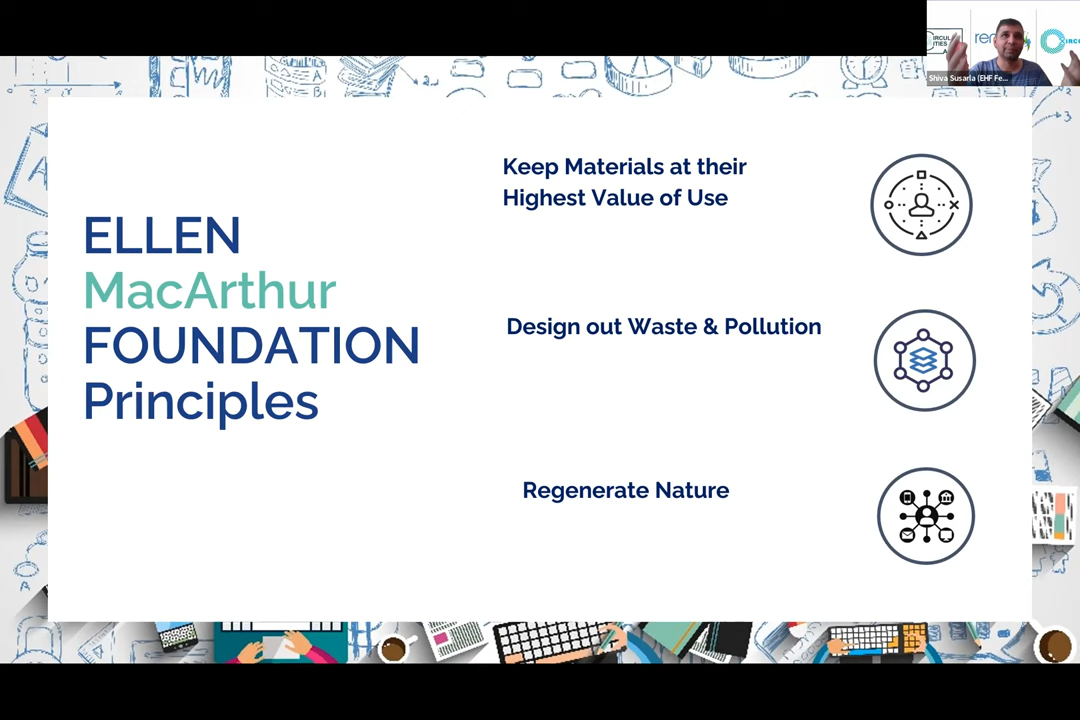 ELLEN
MacArthur
FOUNDATION
Principles
Keep Materials at their
Highest Value of Use
Design out Waste & Pollution
Regenerate Nature
Shiva Susarla (EHF Fe...